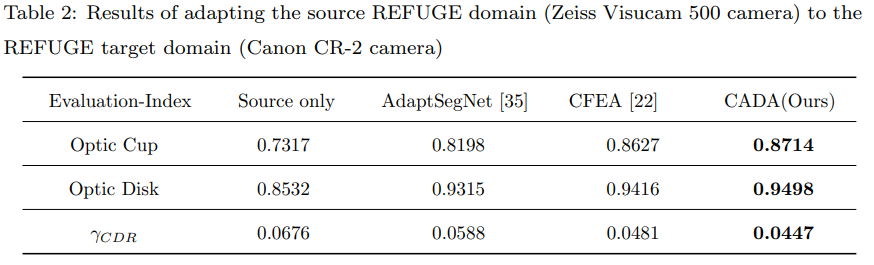 Table 2: Results of adapting the source REFUGE domain (Zeiss Visucam 500 camera) to the
REFUGE target domain (Canon CR-2 camera)
Evaluation-Index Source only AdaptSegNet [35] CFEA [22] CADA(Ours)
Optic Cup 0.7317 0.8198 0.8627 0.8714
Optic Disk 0.8532 0.9315 0.9416 0.9498
γCDR 0.0676 0.0588 0.0481 0.0447